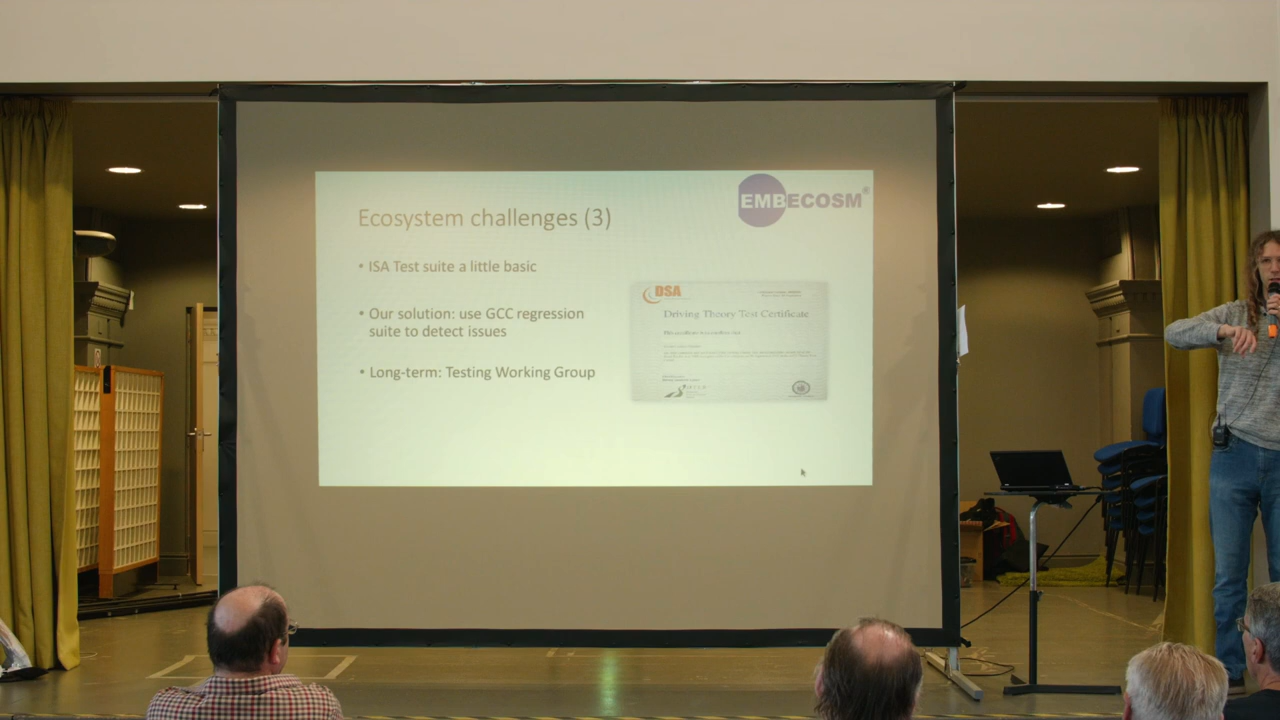 EMBECOSM®
Ecosystem challenges (3)
• ISA Test suite a little basic
• Our solution: use GCC regression
suite to detect issues
• Long-term: Testing Working Group
DSA
Driving Theory Test Certificate